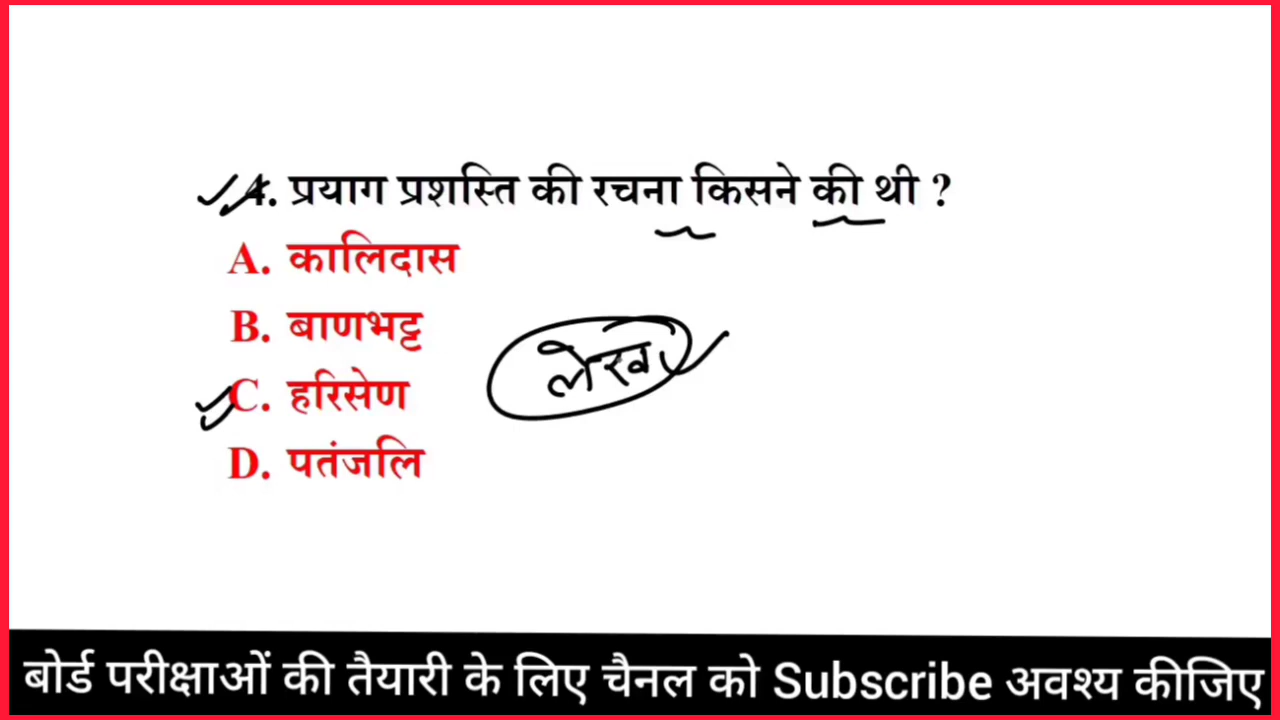 4. प्रयाग प्रशस्ति की रचना किसने की थी ?
A. कालिदास
B. बाणभट्ट
लेख
C. हरिसेण
D. पतंजलि
बोर्ड परीक्षाओं की तैयारी के लिए चैनल को Subscribe अवश्य कीजिए